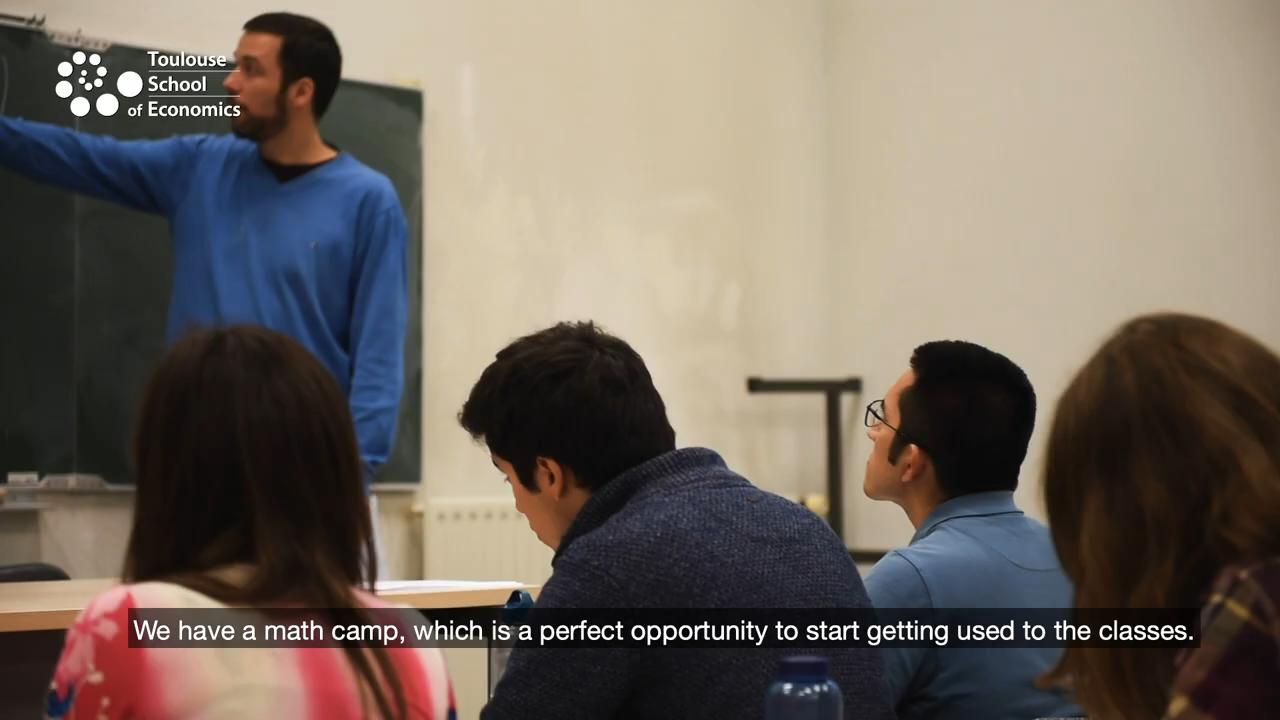 Toulouse
School
of Economics
We have a math camp, which is a perfect opportunity to start getting used to the classes.